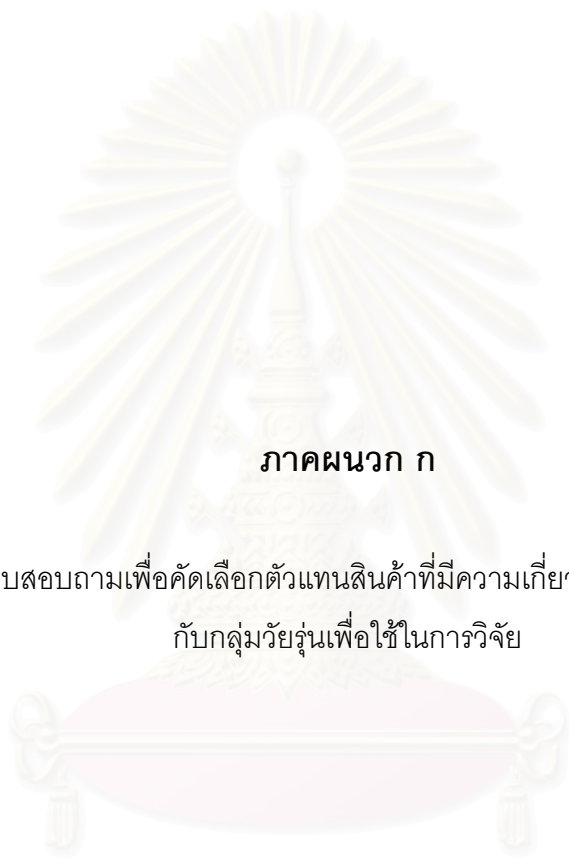 ภาคผนวก ก
บสอบถามเพื่อคัดเลือกตัวแทนสินค้าที่มีความเกี่ย
กับกลุ่มวัยรุ่นเพื่อใช้ในการวิจัย